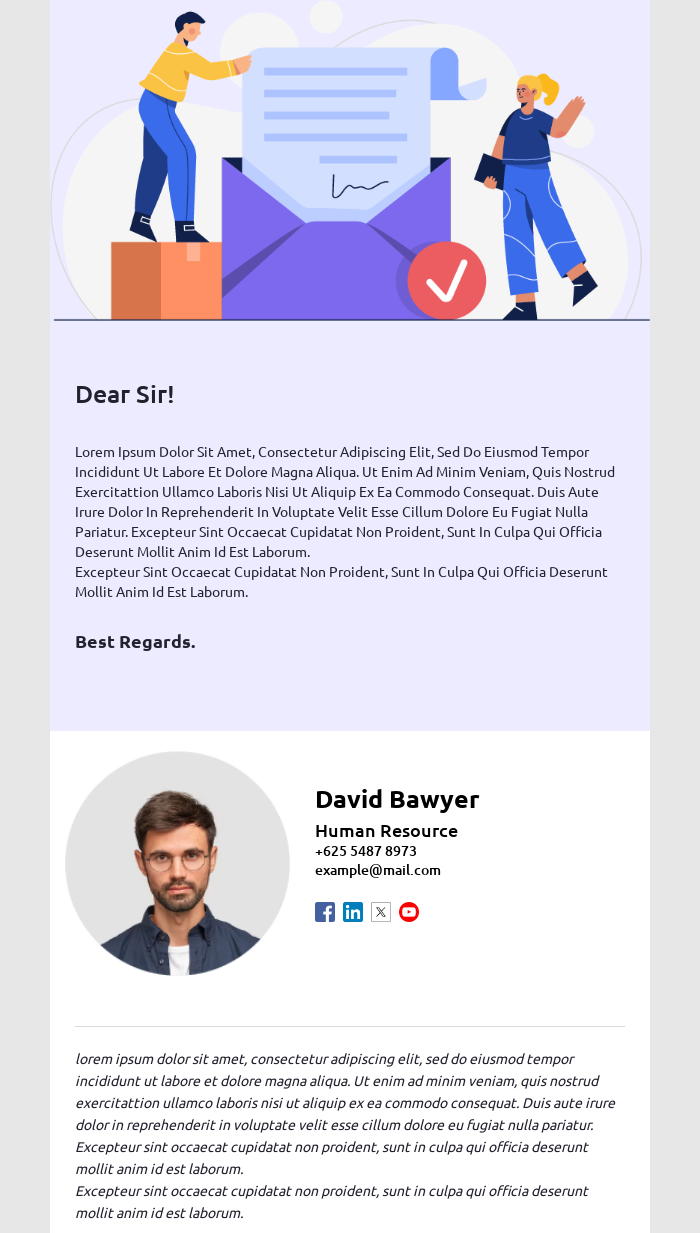 Dear Sir!
Lorem Ipsum Dolor Sit Amet, Consectetur Adipiscing Elit, Sed Do Eiusmod Tempor
Incididunt Ut Labore Et Dolore Magna Aliqua. Ut Enim Ad Minim Veniam, Quis Nostrud
Exercitattion Ullamco Laboris Nisi Ut Aliquip Ex Ea Commodo Consequat. Duis Aute
Irure Dolor In Reprehenderit In Voluptate Velit Esse Cillum Dolore Eu Fugiat Nulla
Pariatur. Excepteur Sint Occaecat Cupidatat Non Proident, Sunt In Culpa Qui Officia
Deserunt Mollit Anim Id Est Laborum.
Excepteur Sint Occaecat Cupidatat Non Proident, Sunt In Culpa Qui Officia Deserunt
Mollit Anim Id Est Laborum.
Best Regards.
David Bawyer
Human Resource
+625 5487 8973
example@mail.com
lorem ipsum dolor sit amet, consectetur adipiscing elit, sed do eiusmod tempor
incididunt ut labore et dolore magna aliqua. Ut enim ad minim veniam, quis nostrud
exercitattion ullamco laboris nisi ut aliquip ex ea commodo consequat. Duis aute irure
dolor in reprehenderit in voluptate velit esse cillum dolore eu fugiat nulla pariatur.
Excepteur sint occaecat cupidatat non proident, sunt in culpa qui officia deserunt
mollit anim id est laborum.
Excepteur sint occaecat cupidatat non proident, sunt in culpa qui officia deserunt
mollit anim id est laborum.